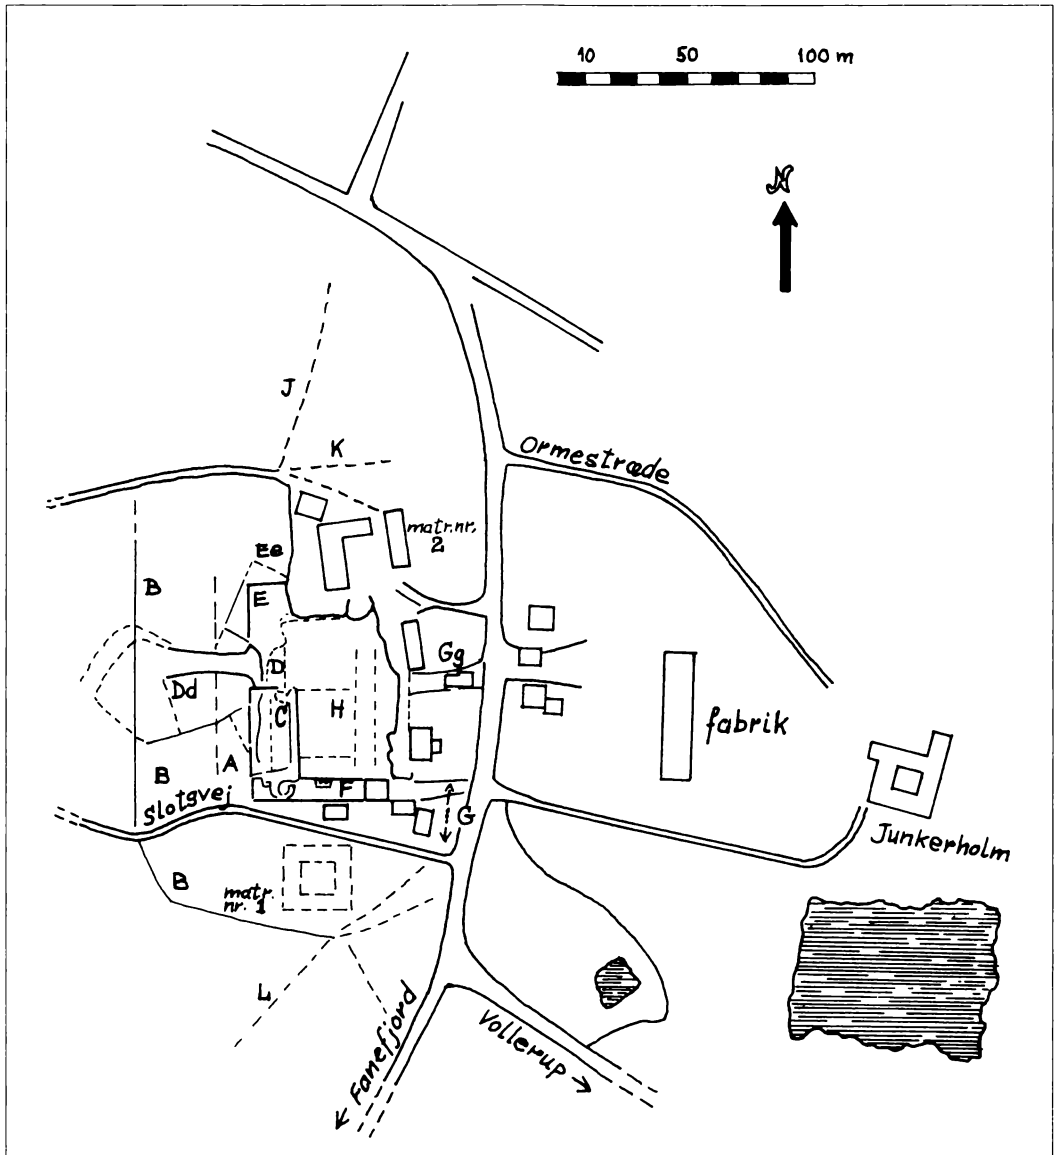 10 50 100 m
N
J
K
Ormestræde
matr. nr.
2
Ee
B
E
Gg
D
Dd
C
H
fabrik
A
B
F
Slotsvej
G
Junkerholm
B
matr.
nr. 1
L
Fanefjord
Vollerup